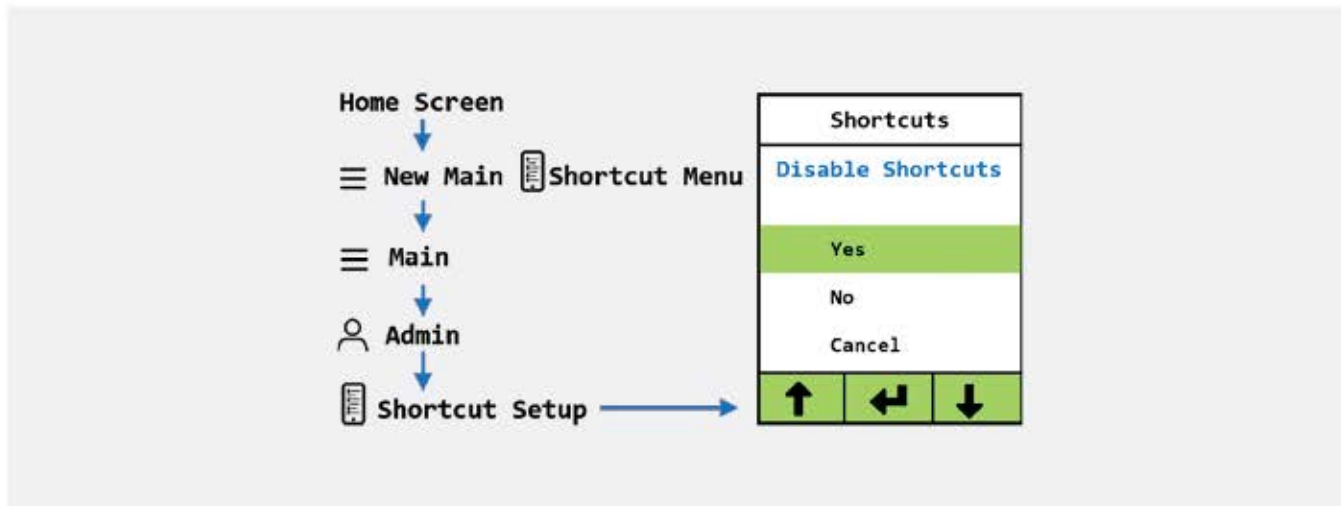 Home Screen
New Main Shortcut Menu
Main
Admin
Shortcut Setup
Shortcuts
Disable Shortcuts
Yes
No
Cancel